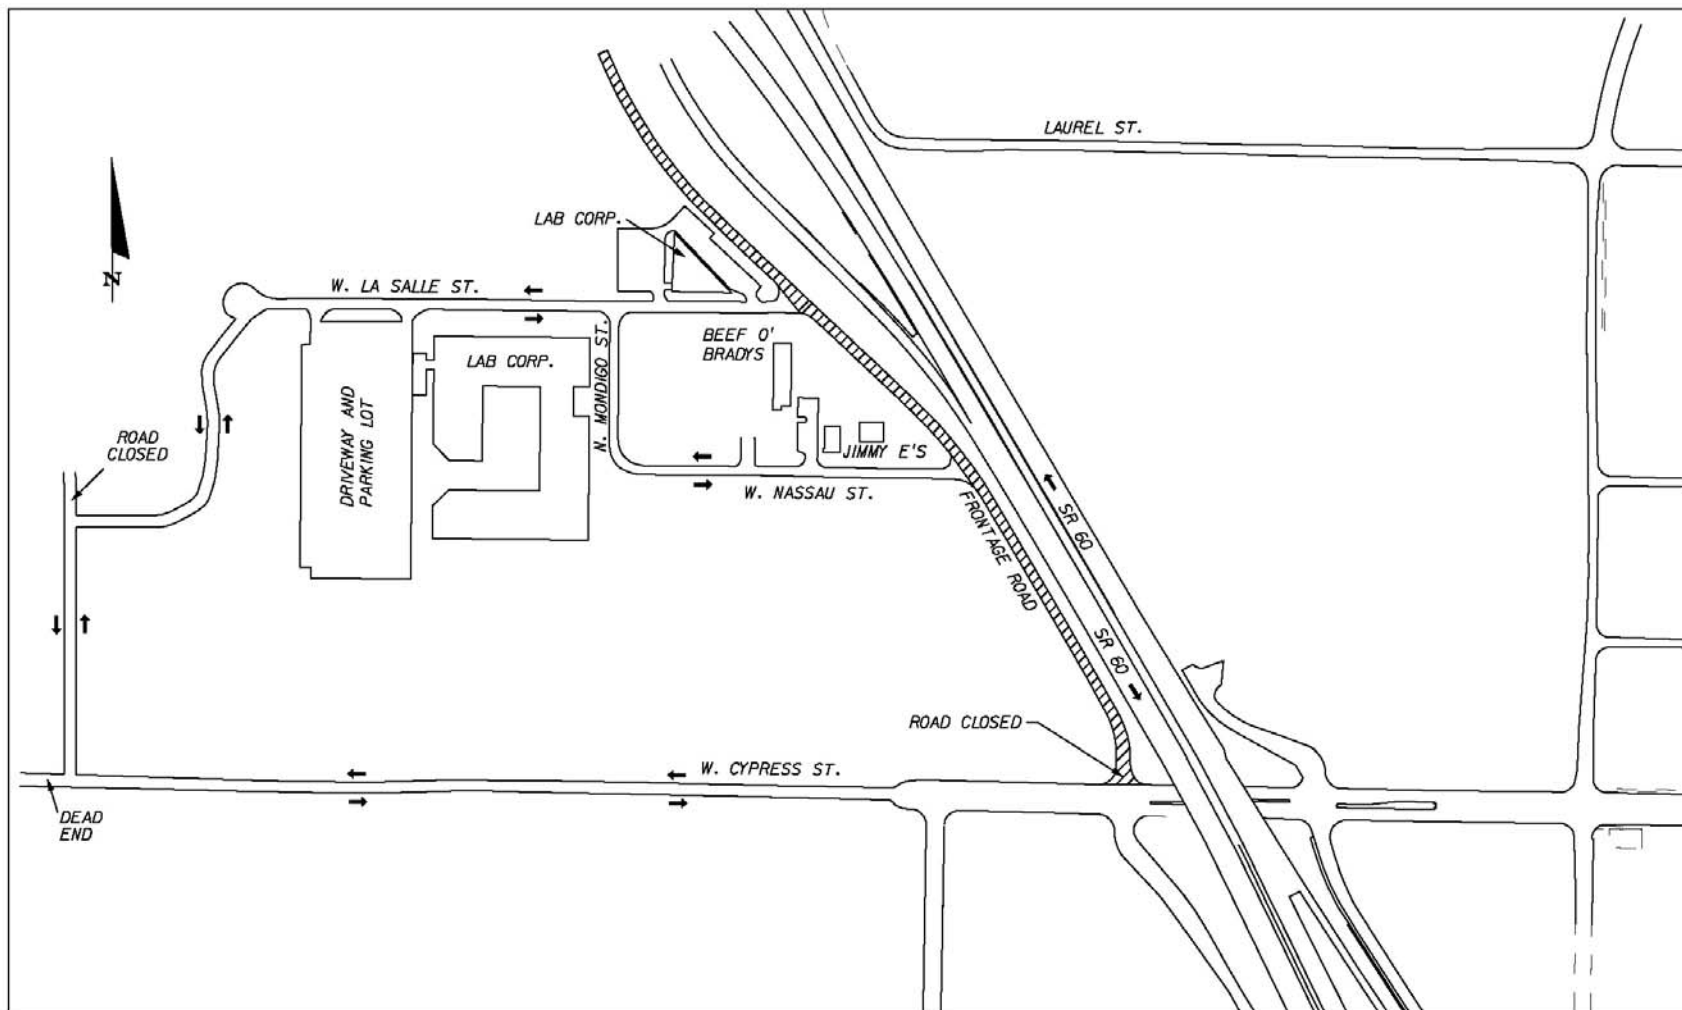 LAUREL ST.
LAB CORP.
N
W. LA SALLE ST.
BEEF O'
BRADYS
LAB CORP.
N. MONDIGO ST.
DRIVEWAY AND
PARKING LOT
ROAD
CLOSED
JIMMY E'S
W. NASSAU ST.
FRONTAGE ROAD
SR 60
SR 60
ROAD CLOSED
W. CYPRESS ST.
DEAD
END